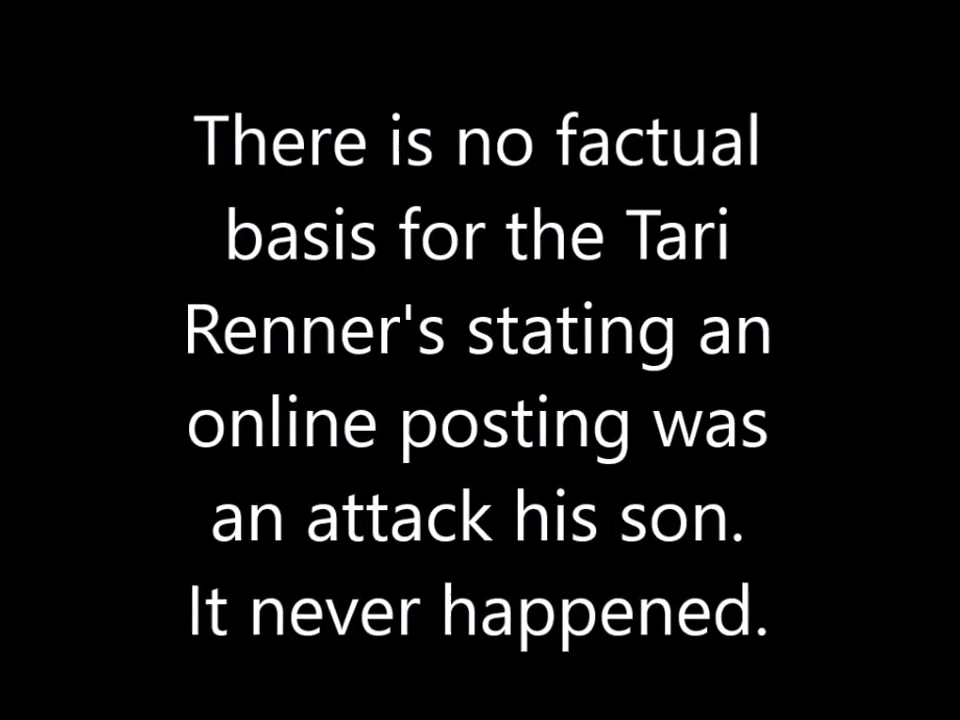 There is no factual
basis for the Tari
Renner's stating an
online posting was
an attack his son.
It never happened.